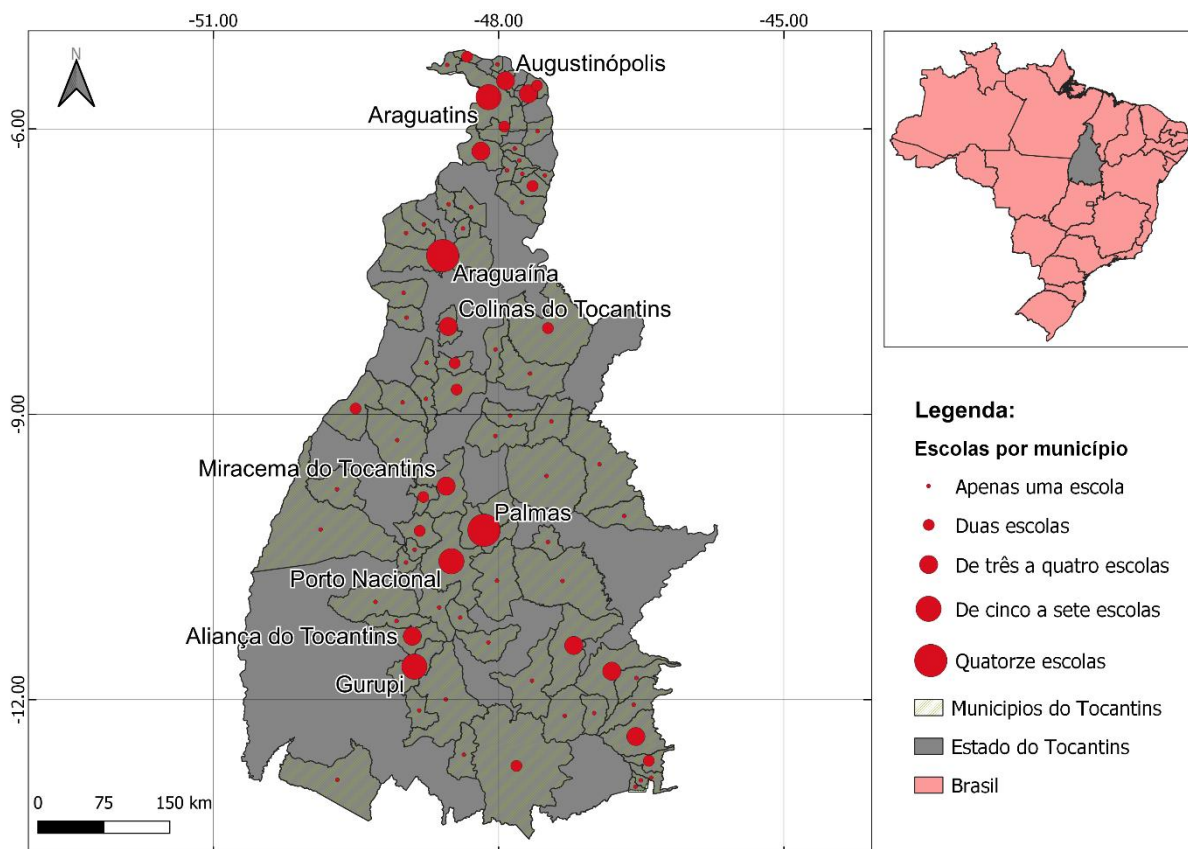 -51.00
-48.00
-45.00
N
Augustinópolis
Araguatins
-6.00
Araguaína
Colinas do Tocantins
-9.00
Miracema do Tocantins
Palmas
Porto Nacional
Aliança do Tocantins
Gurupi
-12.00
0 75 150 km
Legenda:
Escolas por município
Apenas uma escola
Duas escolas
De três a quatro escolas
De cinco a sete escolas
Quatorze escolas
Municipios do Tocantins
Estado do Tocantins
Brasil